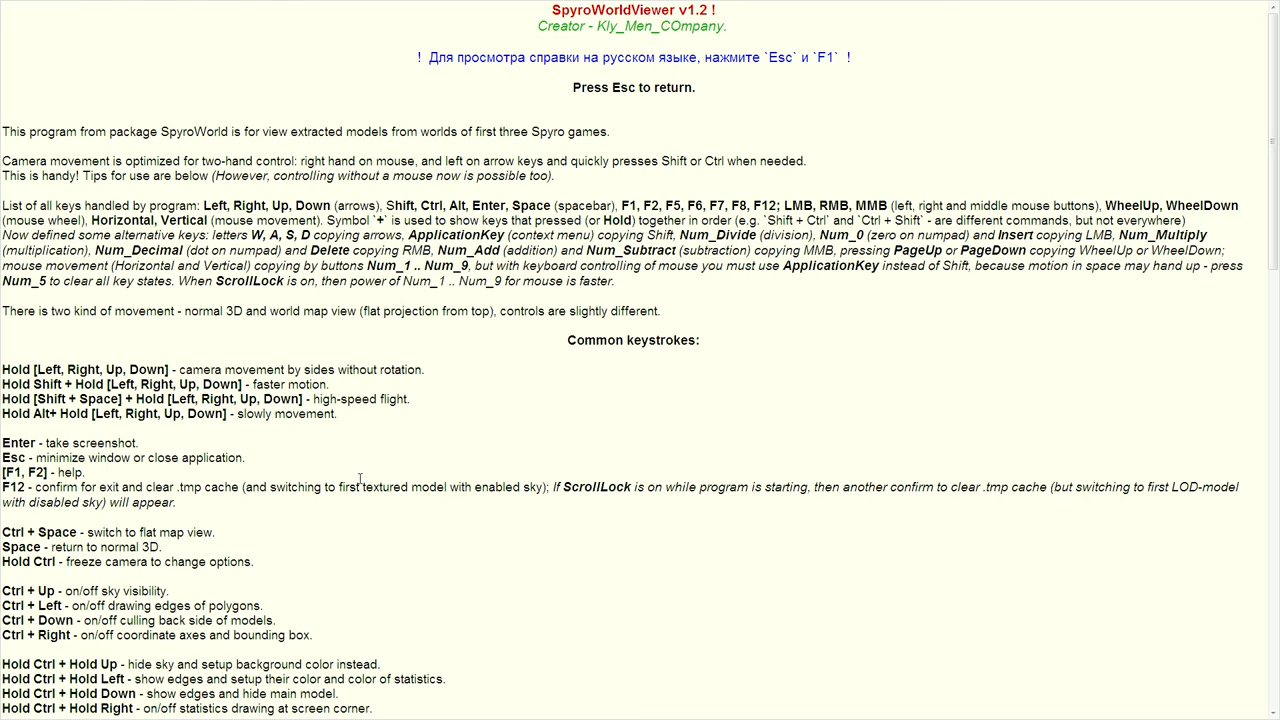 SpyroWorldViewer v1.2 !
Creator - Kly_Men_COmpany.
! Для просмотра справки на русском языке, нажмите `Esc` и `F1` !
Press Esc to return.
This program from package SpyroWorld is for view extracted models from worlds of first three Spyro games.
Camera movement is optimized for two-hand control: right hand on mouse, and left on arrow keys and quickly presses Shift or Ctrl when needed.
This is handy! Tips for use are below (However, controlling without a mouse now is possible too).
List of all keys handled by program: Left, Right, Up, Down (arrows), Shift, Ctrl, Alt, Enter, Space (spacebar), F1, F2, F5, F6, F7, F8, F12; LMB, RMB, MMB (left, right and middle mouse buttons), WheelUp, WheelDown
(mouse wheel), Horizontal, Vertical (mouse movement). Symbol `+` is used to show keys that pressed (or Hold) together in order (e.g. `Shift + Ctrl` and `Ctrl + Shift` - are different commands, but not everywhere)
Now defined some alternative keys: letters W, A, S, D copying arrows, ApplicationKey (context menu) copying Shift, Num_Divide (division), Num_0 (zero on numpad) and Insert copying LMB, Num_Multiply
(multiplication), Num_Decimal (dot on numpad) and Delete copying RMB, Num_Add (addition) and Num_Subtract (subtraction) copying MMB, pressing PageUp or PageDown copying WheelUp or WheelDown;
mouse movement (Horizontal and Vertical) copying by buttons Num_1 .. Num_9, but with keyboard controlling of mouse you must use ApplicationKey instead of Shift, because motion in space may hand up - press
Num_5 to clear all key states. When ScrollLock is on, then power of Num_1 .. Num_9 for mouse is faster.
There is two kind of movement - normal 3D and world map view (flat projection from top), controls are slightly different.
Common keystrokes:
Hold [Left, Right, Up, Down] - camera movement by sides without rotation.
Hold Shift + Hold [Left, Right, Up, Down] - faster motion.
Hold [Shift + Space] + Hold [Left, Right, Up, Down] - high-speed flight.
Hold Alt+ Hold [Left, Right, Up, Down] - slowly movement.
Enter - take screenshot.
Esc - minimize window or close application.
[F1, F2] - help.
F12 - confirm for exit and clear .tmp cache (and switching to first textured model with enabled sky); If ScrollLock is on while program is starting, then another confirm to clear .tmp cache (but switching to first LOD-model
with disabled sky) will appear.
Ctrl + Space - switch to flat map view.
Space - return to normal 3D.
Hold Ctrl - freeze camera to change options.
Ctrl + Up - on/off sky visibility.
Ctrl + Left - on/off drawing edges of polygons.
Ctrl + Down - on/off culling back side of models.
Ctrl + Right - on/off coordinate axes and bounding box.
Hold Ctrl + Hold Up - hide sky and setup background color instead.
Hold Ctrl + Hold Left - show edges and setup their color and color of statistics.
Hold Ctrl + Hold Down - show edges and hide main model.
Hold Ctrl + Hold Right - on/off statistics drawing at screen corner.